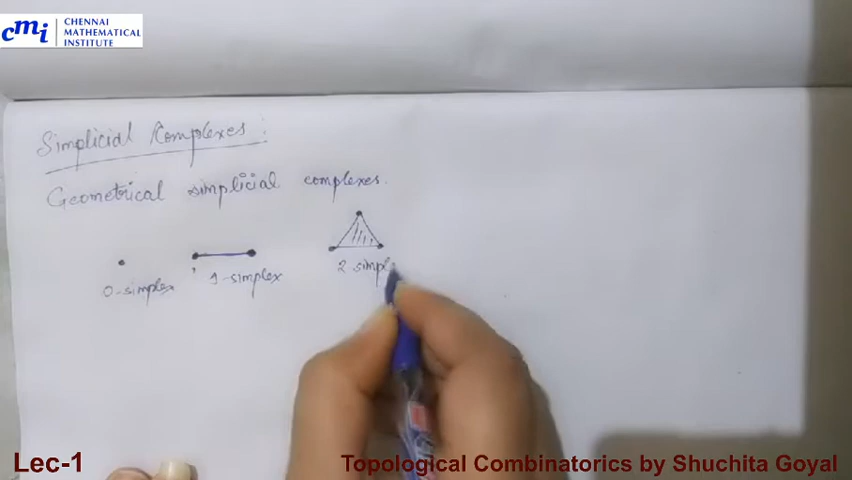 cmi CHENNAI
MATHEMATICAL
INSTITUTE
Simplicial Complexes:
Geometrical simplicial complexes.
0-simplex 1-simplex 2 simple
Lec-1 Topological Combinatorics by Shuchita Goyal